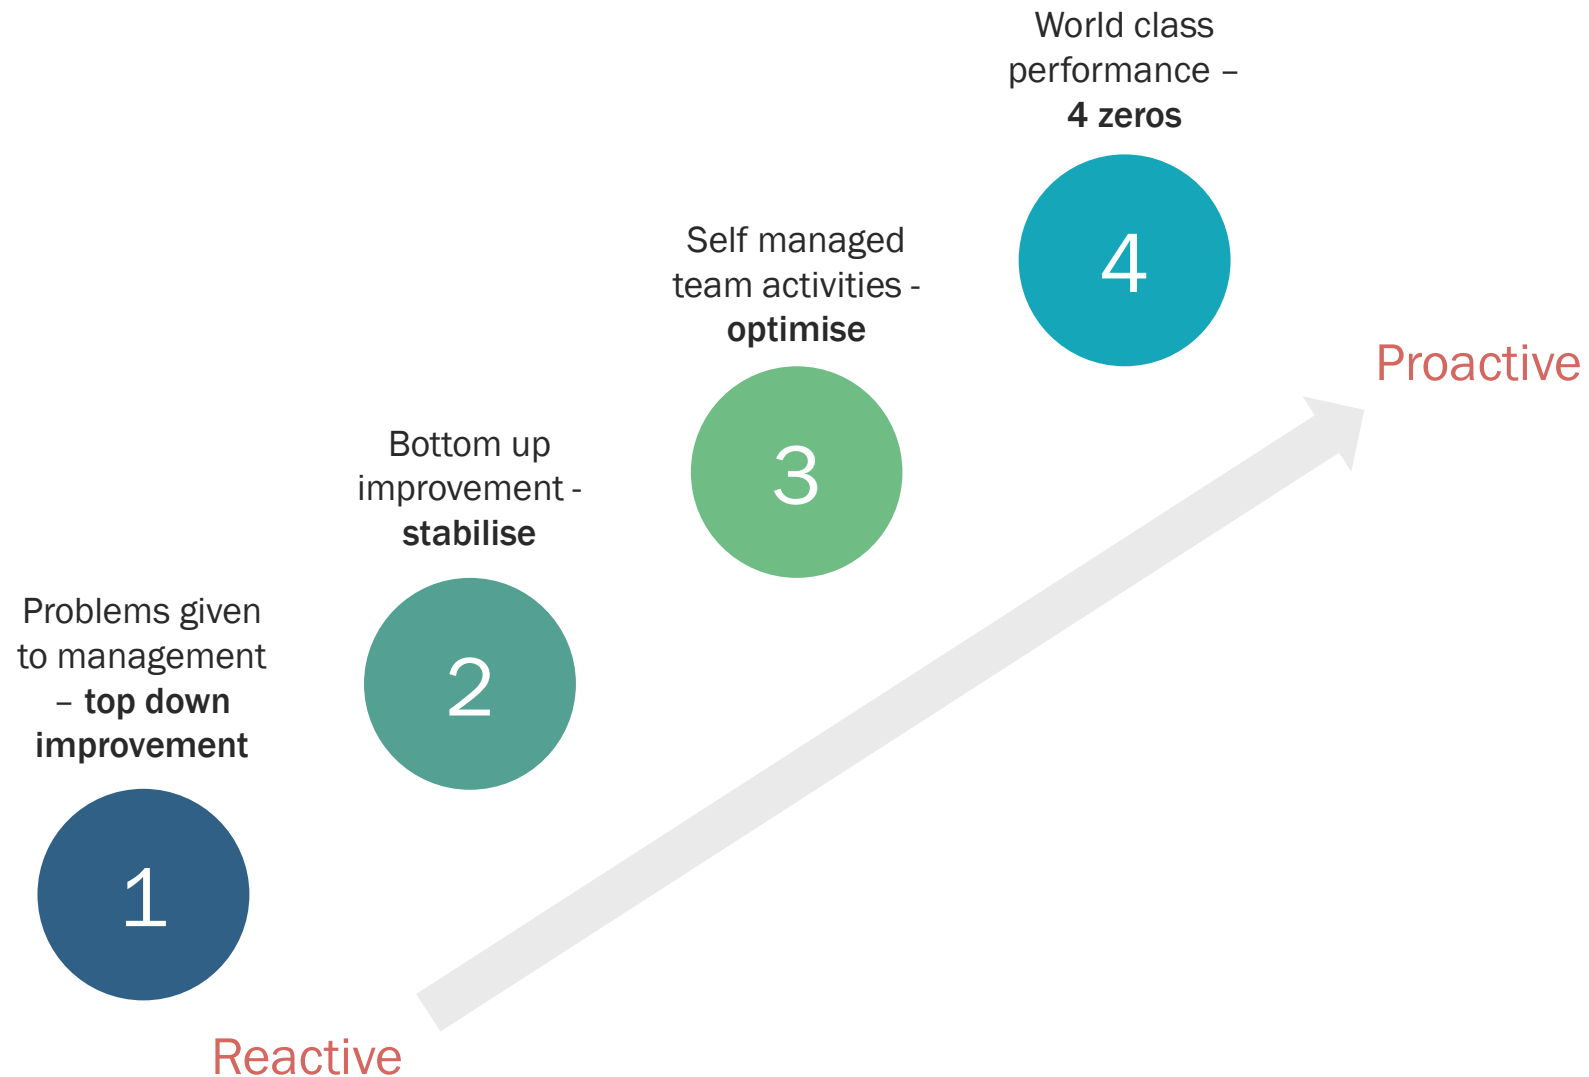 World class
performance –
4 zeros
4
Self managed
team activities -
optimise
3
Proactive
Bottom up
improvement -
stabilise
2
Problems given
to management
– top down
improvement
1
Reactive